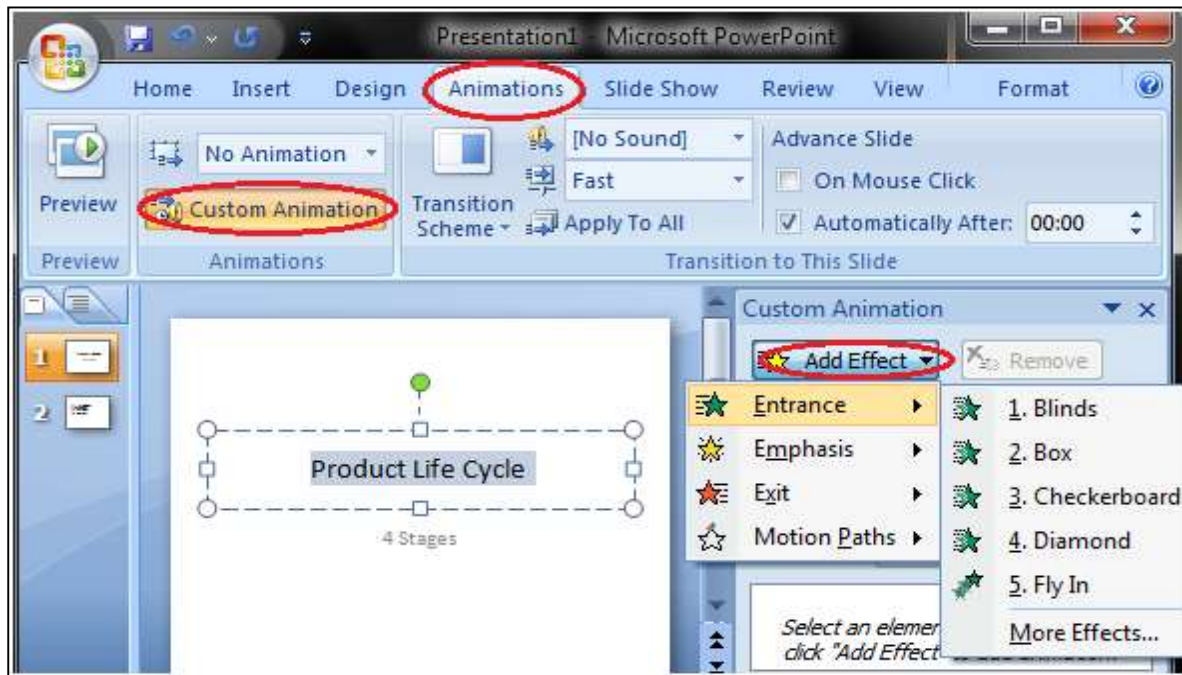 Presentation1 - Microsoft PowerPoint
Home Insert Design Animations Slide Show Review View Format
Preview
No Animation
Custom Animation
Transition
Scheme
[No Sound]
Fast
Apply To All
Advance Slide
On Mouse Click
Automatically After: 00:00
Preview Animations Transition to This Slide
1
2
Product Life Cycle
4 Stages
Custom Animation
Add Effect Remove
Entrance
Emphasis
Exit
Motion Paths
1. Blinds
2. Box
3. Checkerboard
4. Diamond
5. Fly In
More Effects...
Select an
click "Add Effect"